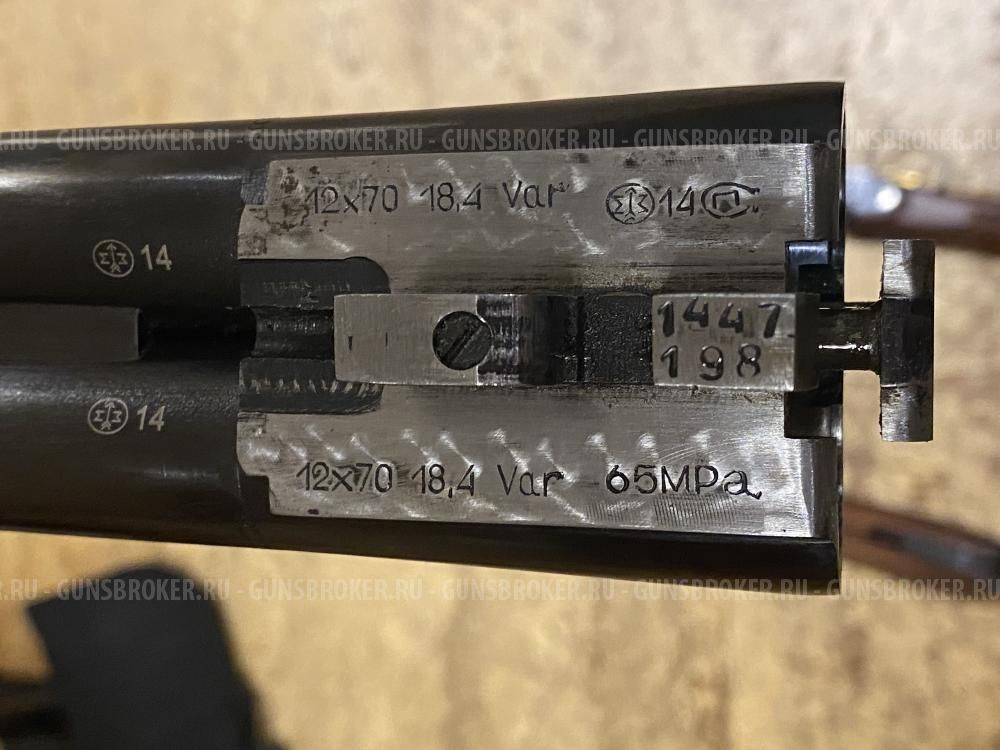 RU - GUNSBROKER.RU - GUNSBROKER.RU - GUNSBROKER.RU - GUNSBROKER.RU - GUNSBROKER
12x70 18,4 Var 14
14
1447
198
14
12x70 18,4 Var 65MPa
RU - GUNSBROKER.RU - GUNSBROKER.RU - GUNSBROKER.RU - GUNSBROKER.RU - GUNSBROKER